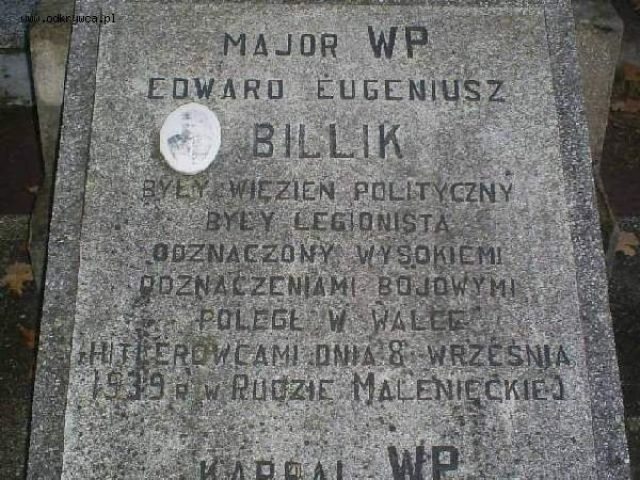 www.odkrywca.pl
MAJOR WP
EDWARD EUGENIUSZ
BILLIK
BYŁY WIĘZIEŃ POLITYCZNY
BYŁY LEGIONISTA
ODZNACZONY WYSOKIEMI
ODZNACZENIAMI BOJOWYMI
POLEGŁ W WALCE
HITLEROWCAMI DNIA 8 WRZEŚNIA
1939 R W RUDZIE MALENIECKIEJ
KAPRAL WP